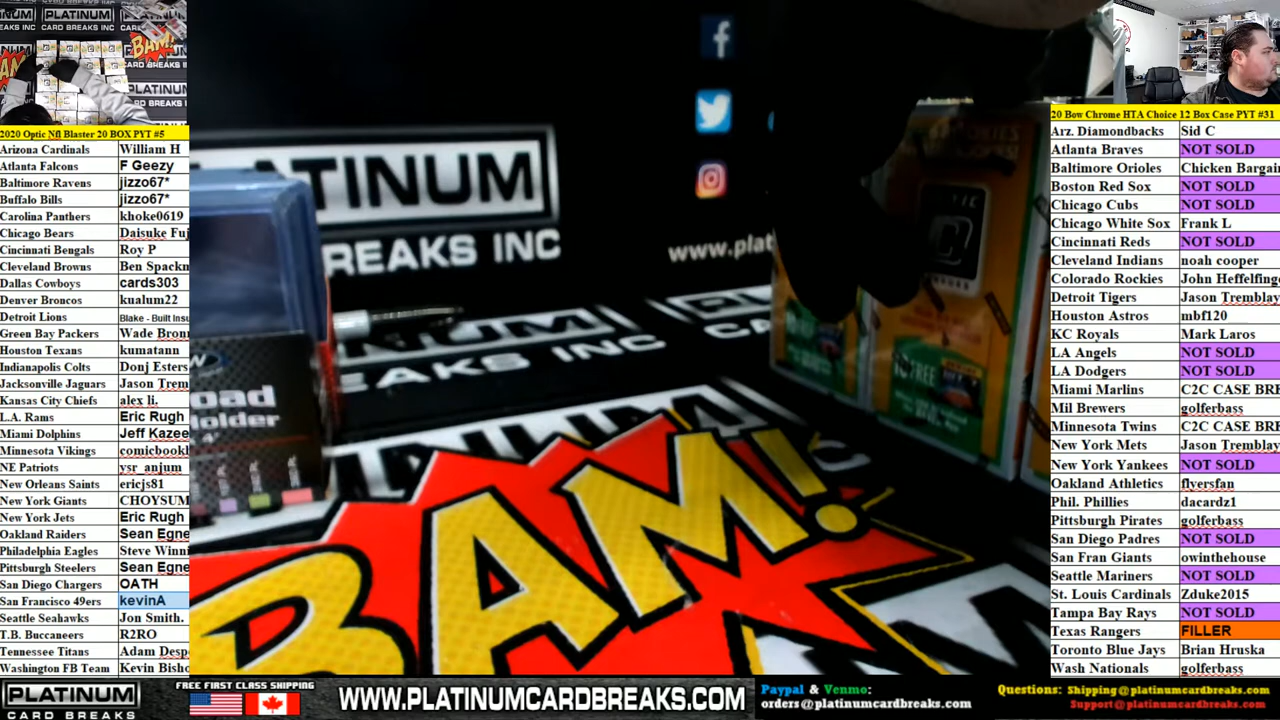 PLATINUM
CARD BREAKS INC
BAM!
2020 Optic Nfl Blaster 20 BOX PYT #5
Arizona Cardinals William H
Atlanta Falcons F Geezy
Baltimore Ravens jizzo67*
Buffalo Bills jizzo67*
Carolina Panthers khoke0619
Chicago Bears Daisuke Fuj
Cincinnati Bengals Roy P
Cleveland Browns Ben Spackm
Dallas Cowboys cards303
Denver Broncos kualum22
Detroit Lions Blake - Built Insu
Green Bay Packers Wade Bronn
Houston Texans kumatann
Indianapolis Colts Donj Esters
Jacksonville Jaguars Jason Trem
Kansas City Chiefs alex li.
L.A. Rams Eric Rugh
Miami Dolphins Jeff Kazee
Minnesota Vikings comicbookh
NE Patriots ysr_anjum
New Orleans Saints ericjs81
New York Giants CHOYSUM
New York Jets Eric Rugh
Oakland Raiders Sean Egne
Philadelphia Eagles Steve Winni
Pittsburgh Steelers Sean Egne
San Diego Chargers OATH
San Francisco 49ers kevinA
Seattle Seahawks Jon Smith.
T.B. Buccaneers R2RO
Tennessee Titans Adam Desp
Washington FB Team Kevin Bisho
TINUM
BREAKS INC
www.plat
oad
older
BAM!
20 Bow Chrome HTA Choice 12 Box Case PYT #31
Arz. Diamondbacks Sid C
Atlanta Braves NOT SOLD
Baltimore Orioles Chicken Bargai
Boston Red Sox NOT SOLD
Chicago Cubs NOT SOLD
Chicago White Sox Frank L
Cincinnati Reds NOT SOLD
Cleveland Indians noah cooper
Colorado Rockies John Heffelfinge
Detroit Tigers Jason Tremblay
Houston Astros mbf120
KC Royals Mark Laros
LA Angels NOT SOLD
LA Dodgers NOT SOLD
Miami Marlins C2C CASE BRE
Mil Brewers golferbass
Minnesota Twins C2C CASE BRE
New York Mets Jason Tremblay
New York Yankees NOT SOLD
Oakland Athletics flyersfan
Phil. Phillies dacardz1
Pittsburgh Pirates golferbass
San Diego Padres NOT SOLD
San Fran Giants owinthehouse
Seattle Mariners NOT SOLD
St. Louis Cardinals Zduke2015
Tampa Bay Rays NOT SOLD
Texas Rangers FILLER
Toronto Blue Jays Brian Hruska
Wash Nationals golferbass
PLATINUM
CARD BREAKS
FREE FIRST CLASS SHIPPING
WWW.PLATINUMCARDBREAKS.COM
Paypal & Venmo:
orders@platinumcardbreaks.com
Questions: Shipping@platinumcardbreaks.com
Support@platinumcardbreaks.com